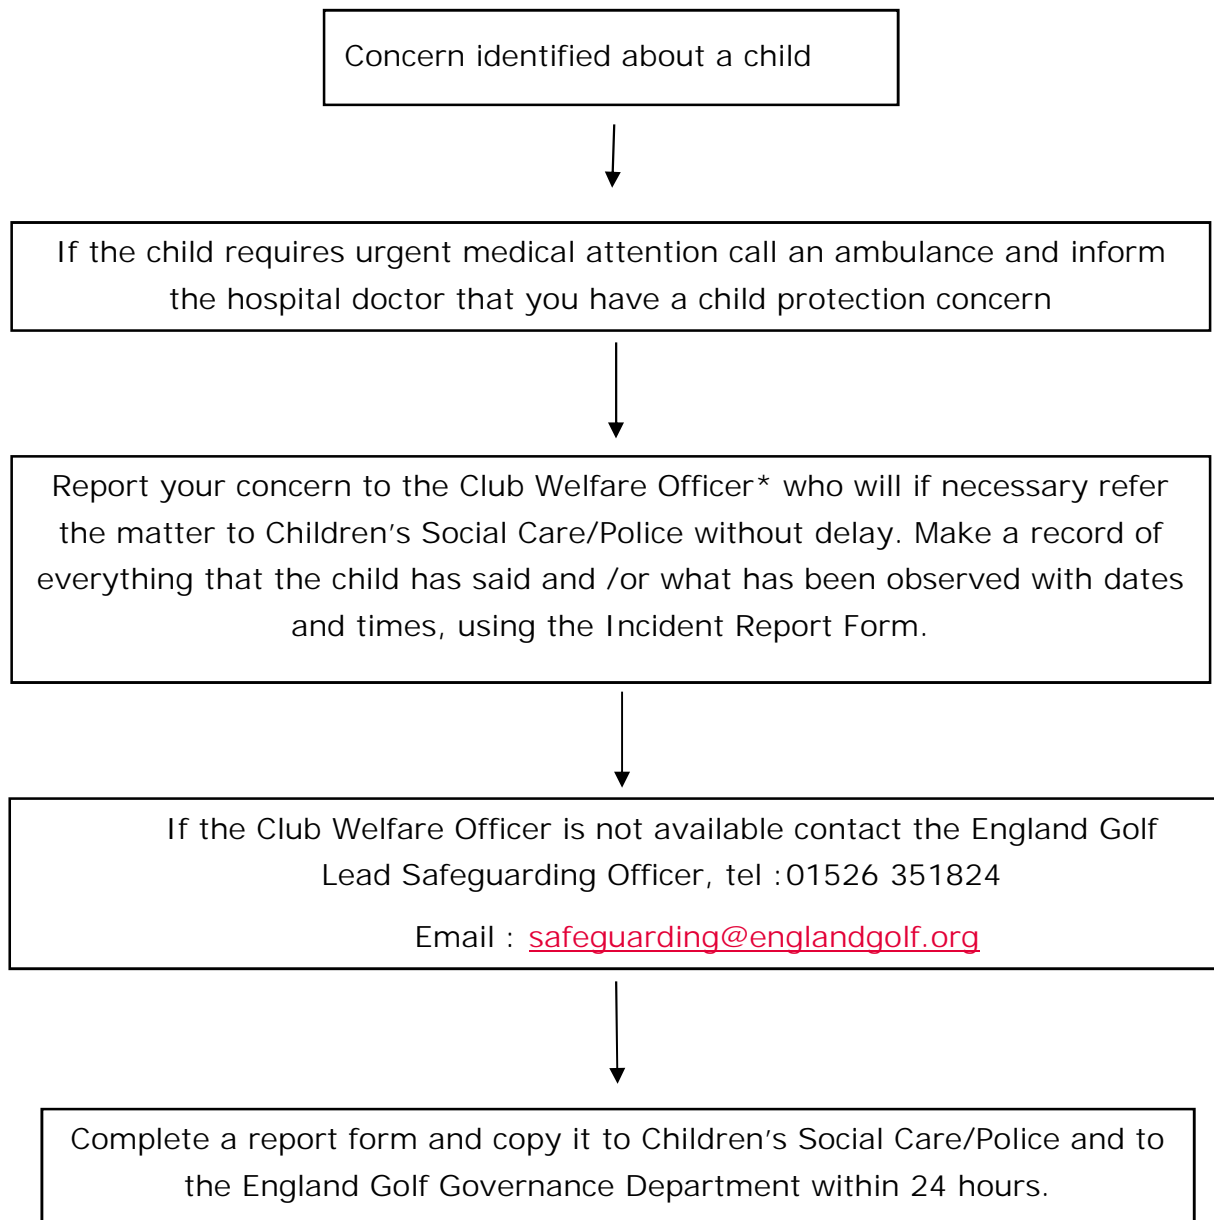 Concern identified about a child
If the child requires urgent medical attention call an ambulance and inform
the hospital doctor that you have a child protection concern
Report your concern to the Club Welfare Officer* who will if necessary refer
the matter to Children’s Social Care/Police without delay. Make a record of
everything that the child has said and /or what has been observed with dates
and times, using the Incident Report Form.
If the Club Welfare Officer is not available contact the England Golf
Lead Safeguarding Officer, tel :01526 351824
Email : safeguarding@englandgolf.org
Complete a report form and copy it to Children’s Social Care/Police and to
the England Golf Governance Department within 24 hours.